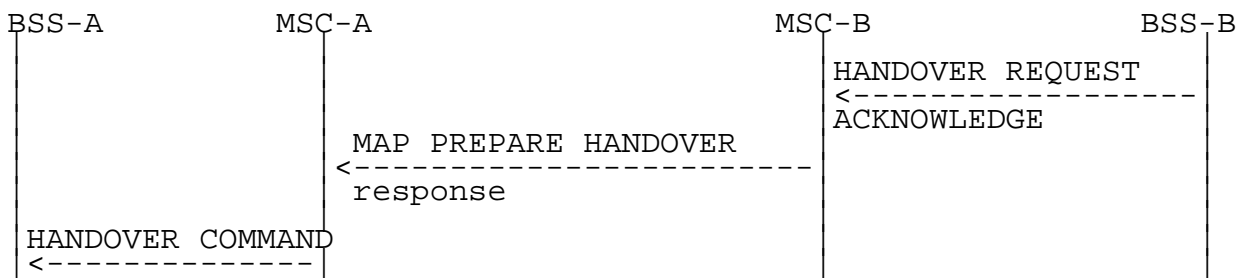 BSS-A MSC-A MSC-B BSS-B
HANDOVER REQUEST
ACKNOWLEDGE
MAP PREPARE HANDOVER
response
HANDOVER COMMAND